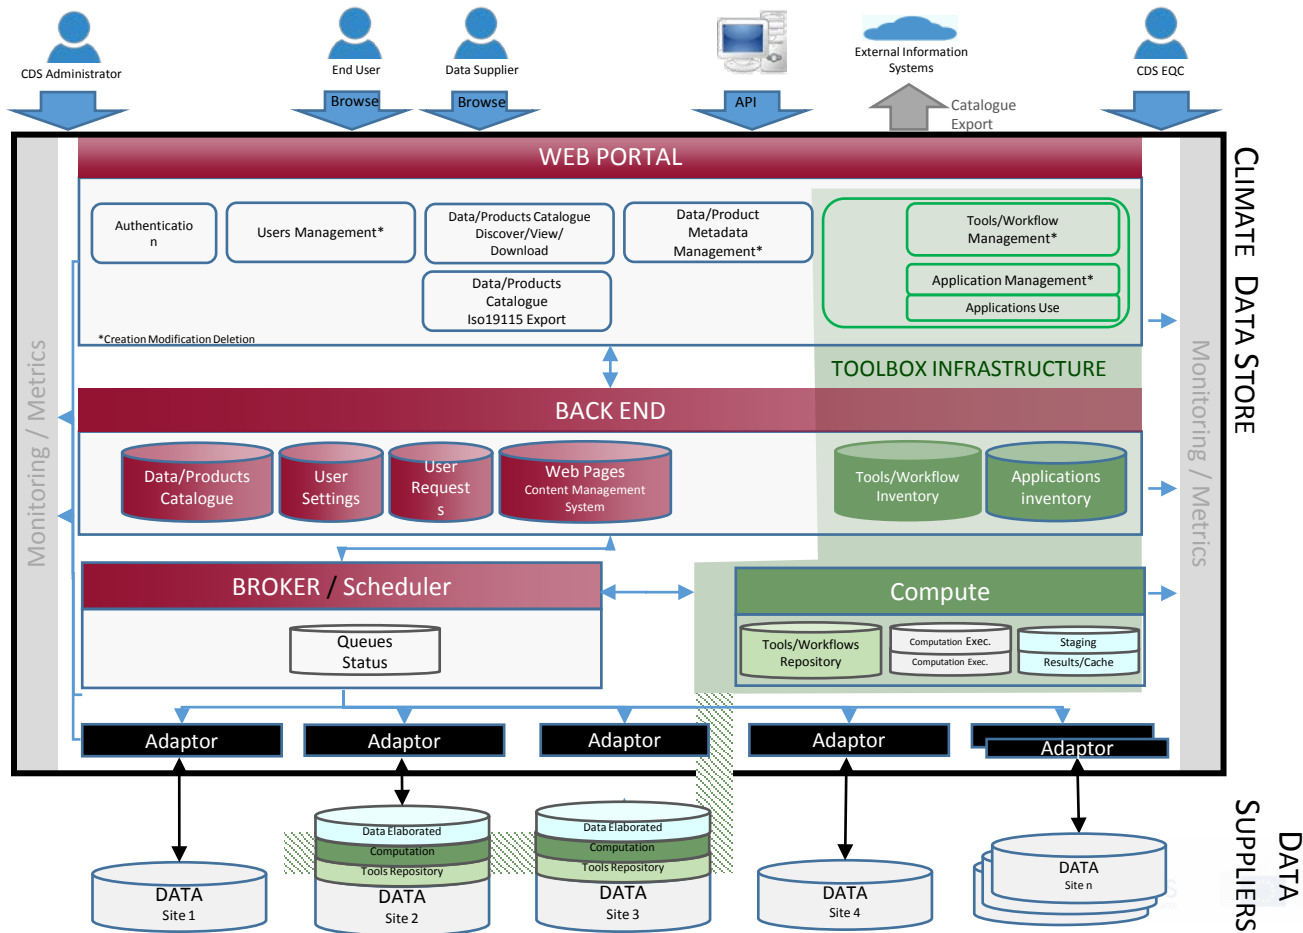 CDS Administrator
End User
Data Supplier
External Information
Systems
CDS EQC
Browse
Browse
API
Catalogue
Export
WEB PORTAL
Authenticatio
n
Users Management*
Data/Products Catalogue
Discover/View/
Download
Data/Product
Metadata
Management*
Tools/Workflow
Management*
Data/Products
Catalogue
Iso19115 Export
Application Management*
Applications Use
*Creation Modification Deletion
TOOLBOX INFRASTRUCTURE
BACK END
Data/Products
Catalogue
User
Settings
User
Request
s
Web Pages
Content Management
System
Tools/Workflow
Inventory
Applications
inventory
BROKER / Scheduler
Queues
Status
Compute
Tools/Workflows
Repository
Computation Exec.
Computation Exec.
Staging
Results/Cache
Adaptor
Adaptor
Adaptor
Adaptor
Adaptor
Monitoring / Metrics
Monitoring / Metrics
CLIMATE DATA STORE
DATA
Site 1
Data Elaborated
Computation
Tools Repository
DATA
Site 2
Data Elaborated
Computation
Tools Repository
DATA
Site 3
DATA
Site 4
DATA
Site n
DATA
SUPPLIERS